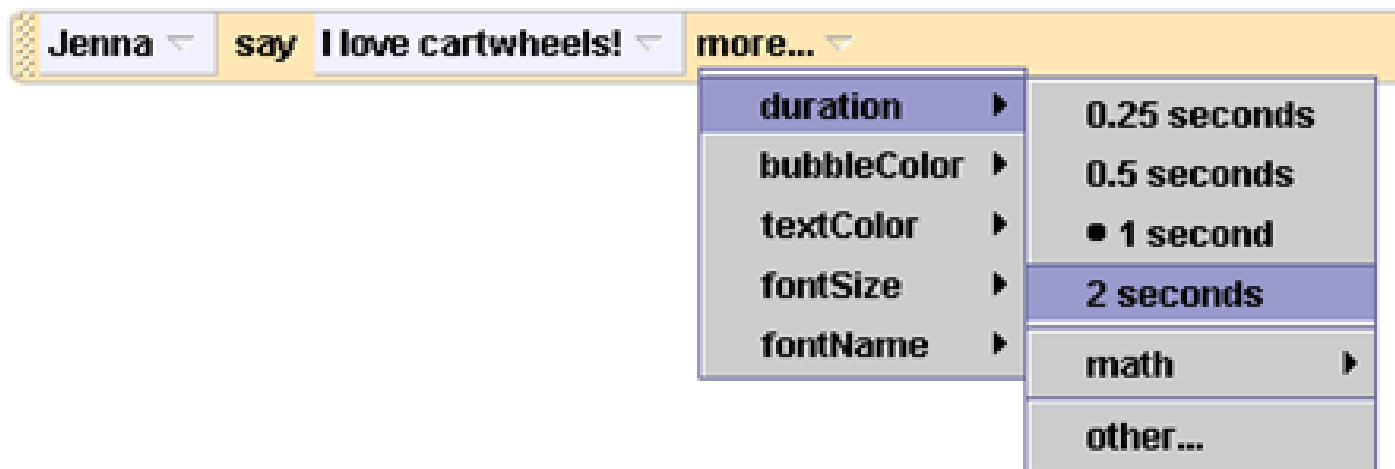 Jenna say I love cartwheels! more...
duration
bubbleColor
textColor
fontSize
fontName
0.25 seconds
0.5 seconds
1 second
2 seconds
math
other...